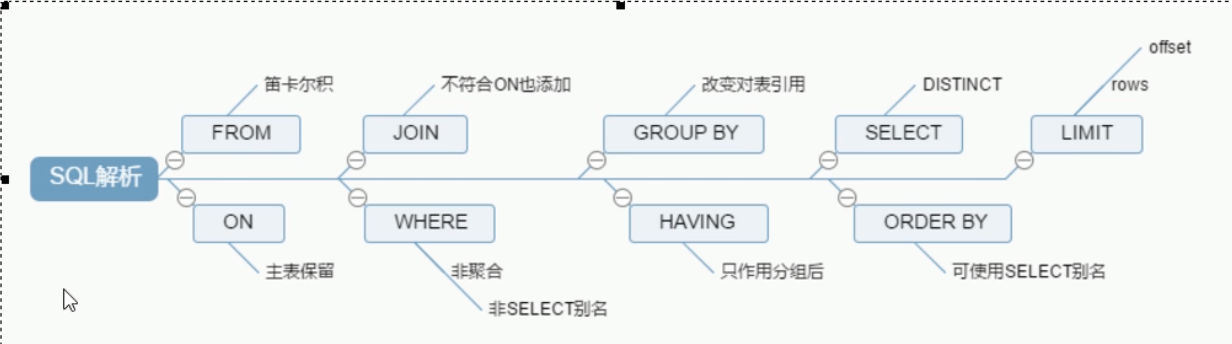 SQL解析
FROM
笛卡尔积
ON
主表保留
JOIN
不符合ON也添加
WHERE
非聚合
非SELECT别名
GROUP BY
改变对表引用
HAVING
只作用分组后
SELECT
DISTINCT
ORDER BY
可使用SELECT别名
LIMIT
offset
rows